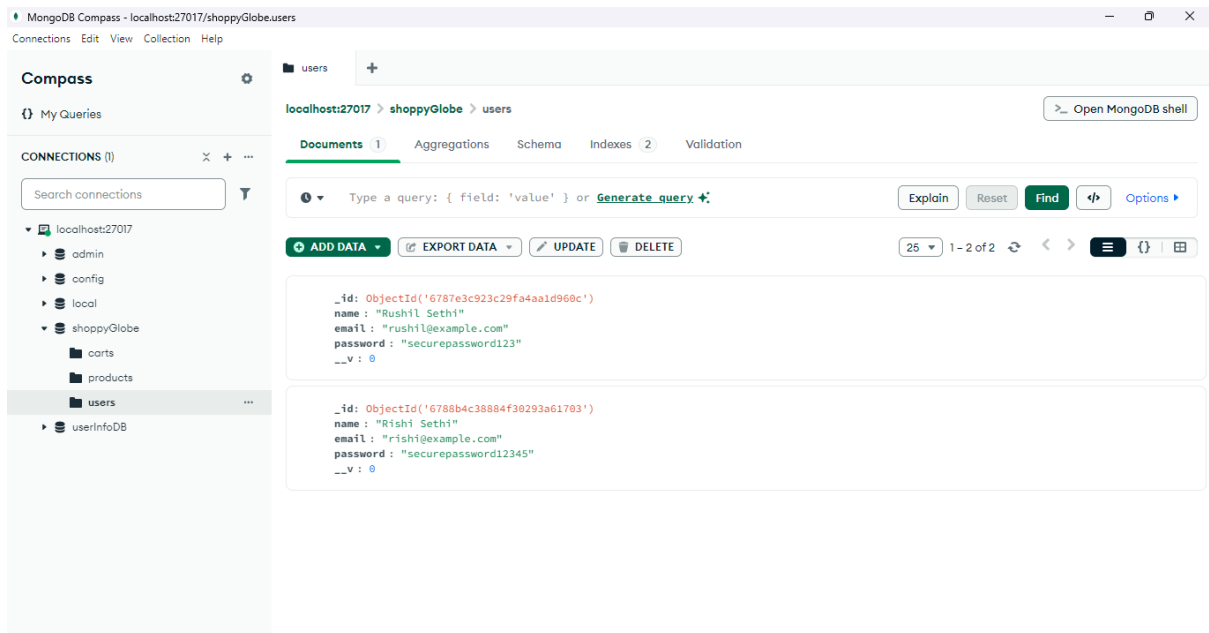 MongoDB Compass - localhost:27017/shoppyGlobe.users
Connections Edit View Collection Help
Compass
{} My Queries
CONNECTIONS (1)
Search connections
localhost:27017
admin
config
local
shoppyGlobe
carts
products
users
userInfoDB
users
localhost:27017 > shoppyGlobe > users
>_ Open MongoDB shell
Documents 1 Aggregations Schema Indexes 2 Validation
Type a query: { field: 'value' } or Generate query
Explain Reset Find </> Options
ADD DATA EXPORT DATA UPDATE DELETE
25 1 – 2 of 2 {}
_id: ObjectId('6787e3c923c29fa4aa1d960c')
name : "Rushil Sethi"
email : "rushil@example.com"
password : "securepassword123"
__v : 0
_id: ObjectId('6788b4c38884f30293a61703')
name : "Rishi Sethi"
email : "rishi@example.com"
password : "securepassword12345"
__v : 0